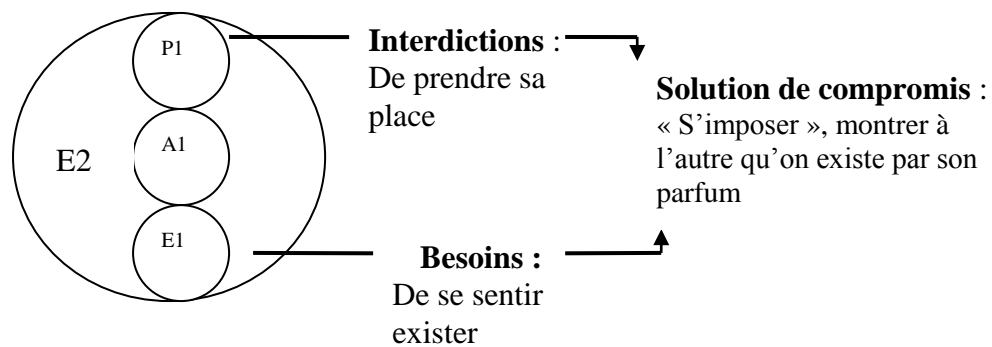 P1
A1
E2
E1
Interdictions :
De prendre sa
place
Besoins :
De se sentir
exister
Solution de compromis :
« S’imposer », montrer à
l’autre qu’on existe par son
parfum